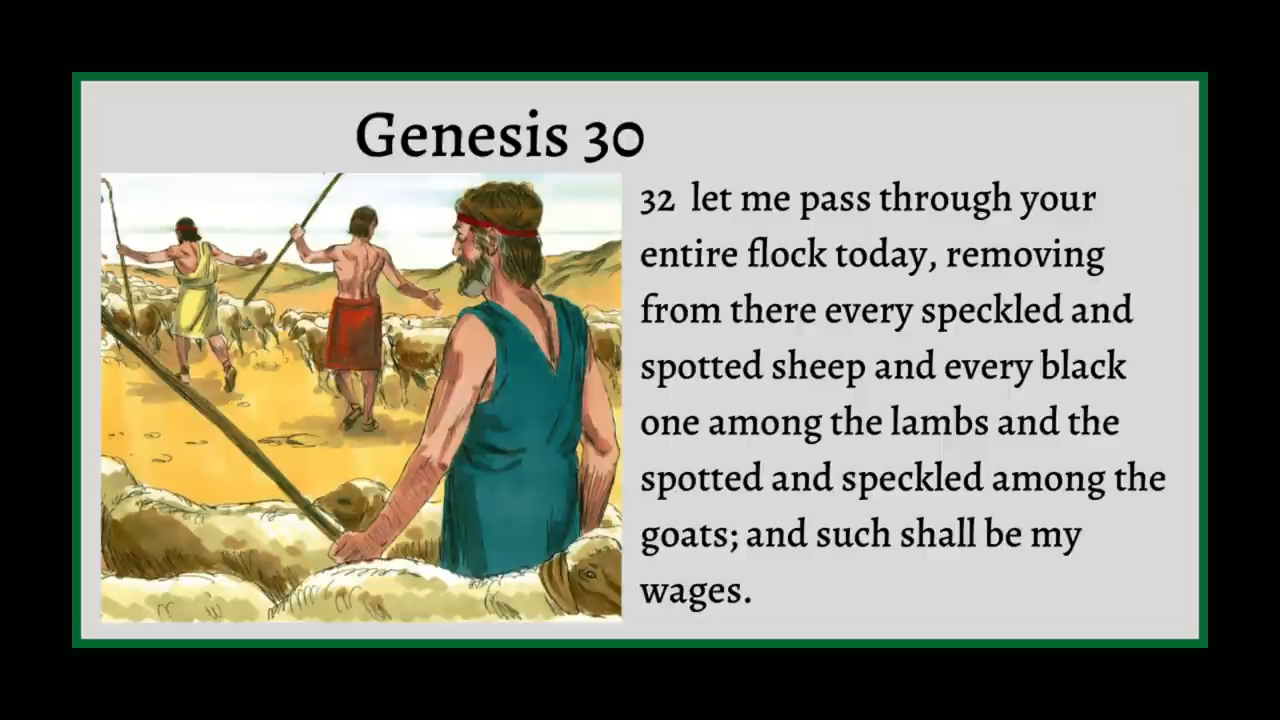 Genesis 30
32 let me pass through your
entire flock today, removing
from there every speckled and
spotted sheep and every black
one among the lambs and the
spotted and speckled among the
goats; and such shall be my
wages.